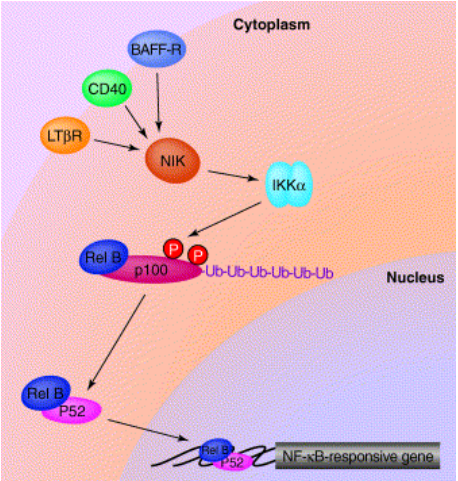 Cytoplasm
BAFF-R
CD40
LTβR
NIK
IKKα
P
P
Rel B
p100
-Ub-Ub-Ub-Ub-Ub-Ub
Nucleus
Rel B
P52
Rel B
P52
NF-κB-responsive gene